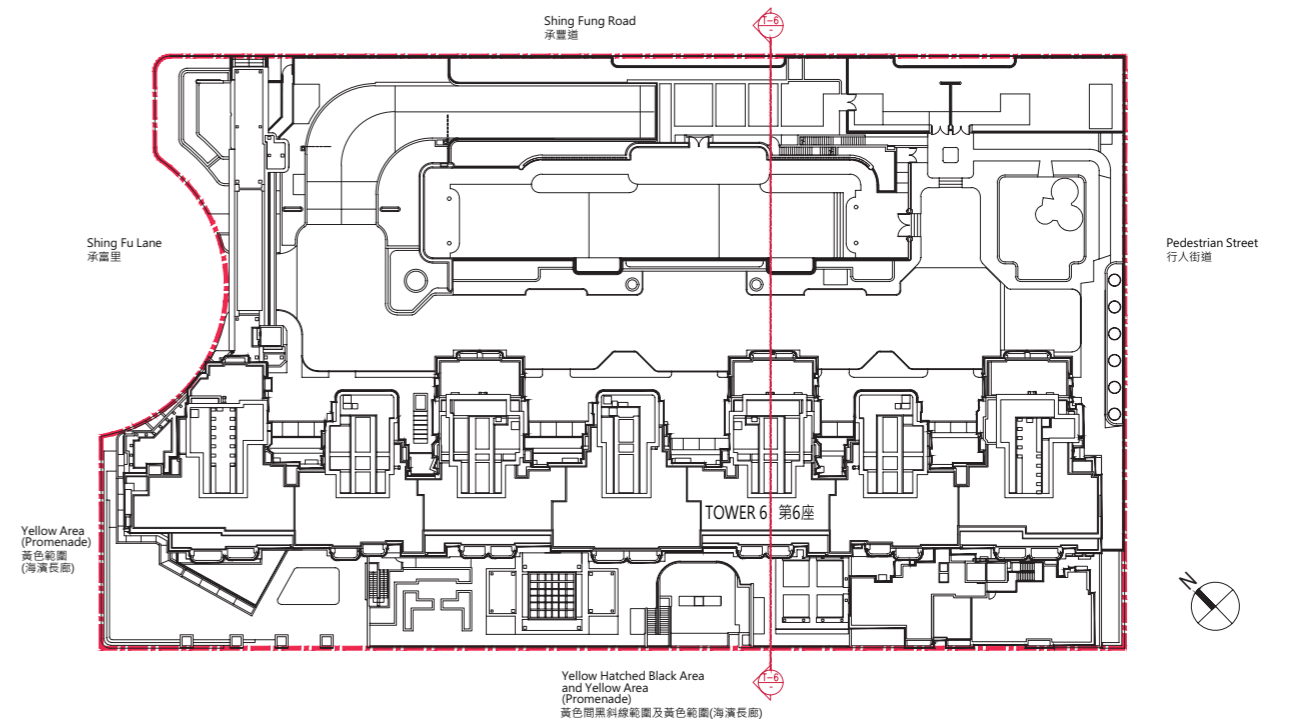 Shing Fung Road
承豐道
T-6
-
Shing Fu Lane
承富里
Pedestrian Street
行人街道
TOWER 6 第6座
Yellow Area
(Promenade)
黃色範圍
(海濱長廊)
N
T-6
-
Yellow Hatched Black Area
and Yellow Area
(Promenade)
黃色間黑斜線範圍及黃色範圍(海濱長廊)